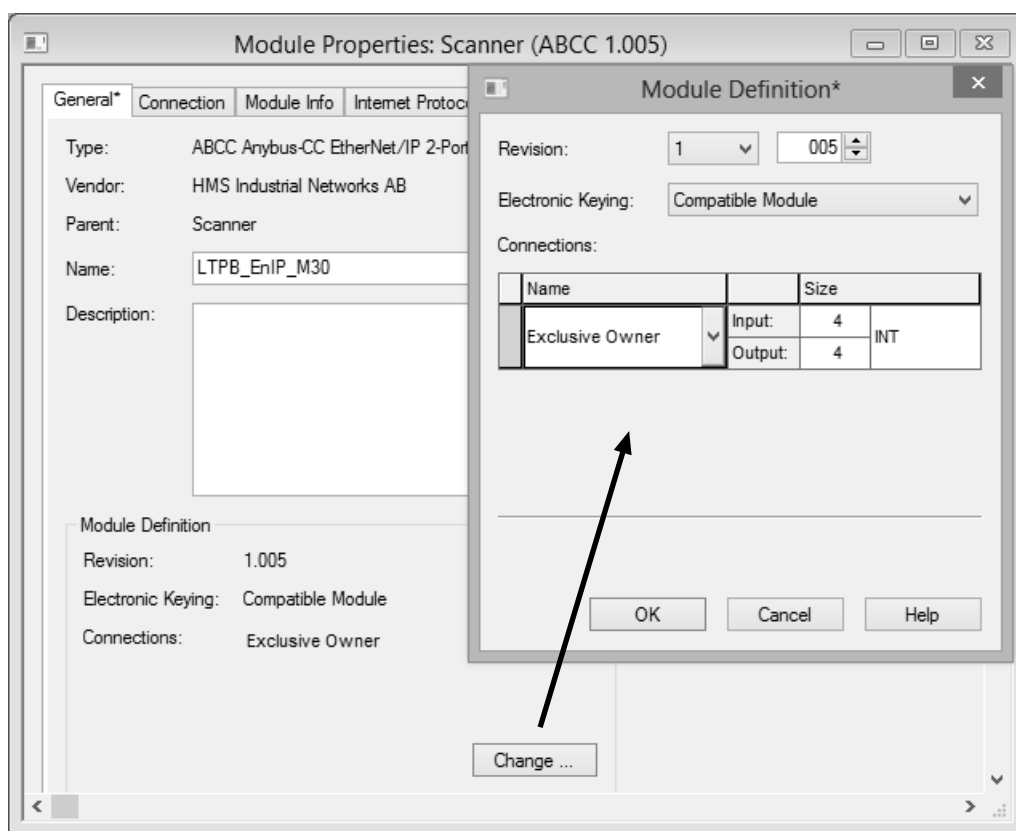 Module Properties: Scanner (ABCC 1.005)
General* Connection Module Info Internet
Type: ABCC Anybus-CC EtherNet/IP
Vendor: HMS Industrial Networks AB
Parent: Scanner
Name: LTPB_EnIP_M30
Description:
Module Definition
Revision: 1.005
Electronic Keying: Compatible Module
Connections: Exclusive Owner
Change ...
Module Definition*
Revision: 1 005
Electronic Keying: Compatible Module
Connections:
Name Size
Exclusive Owner Input: 4 INT
Output: 4
OK Cancel Help